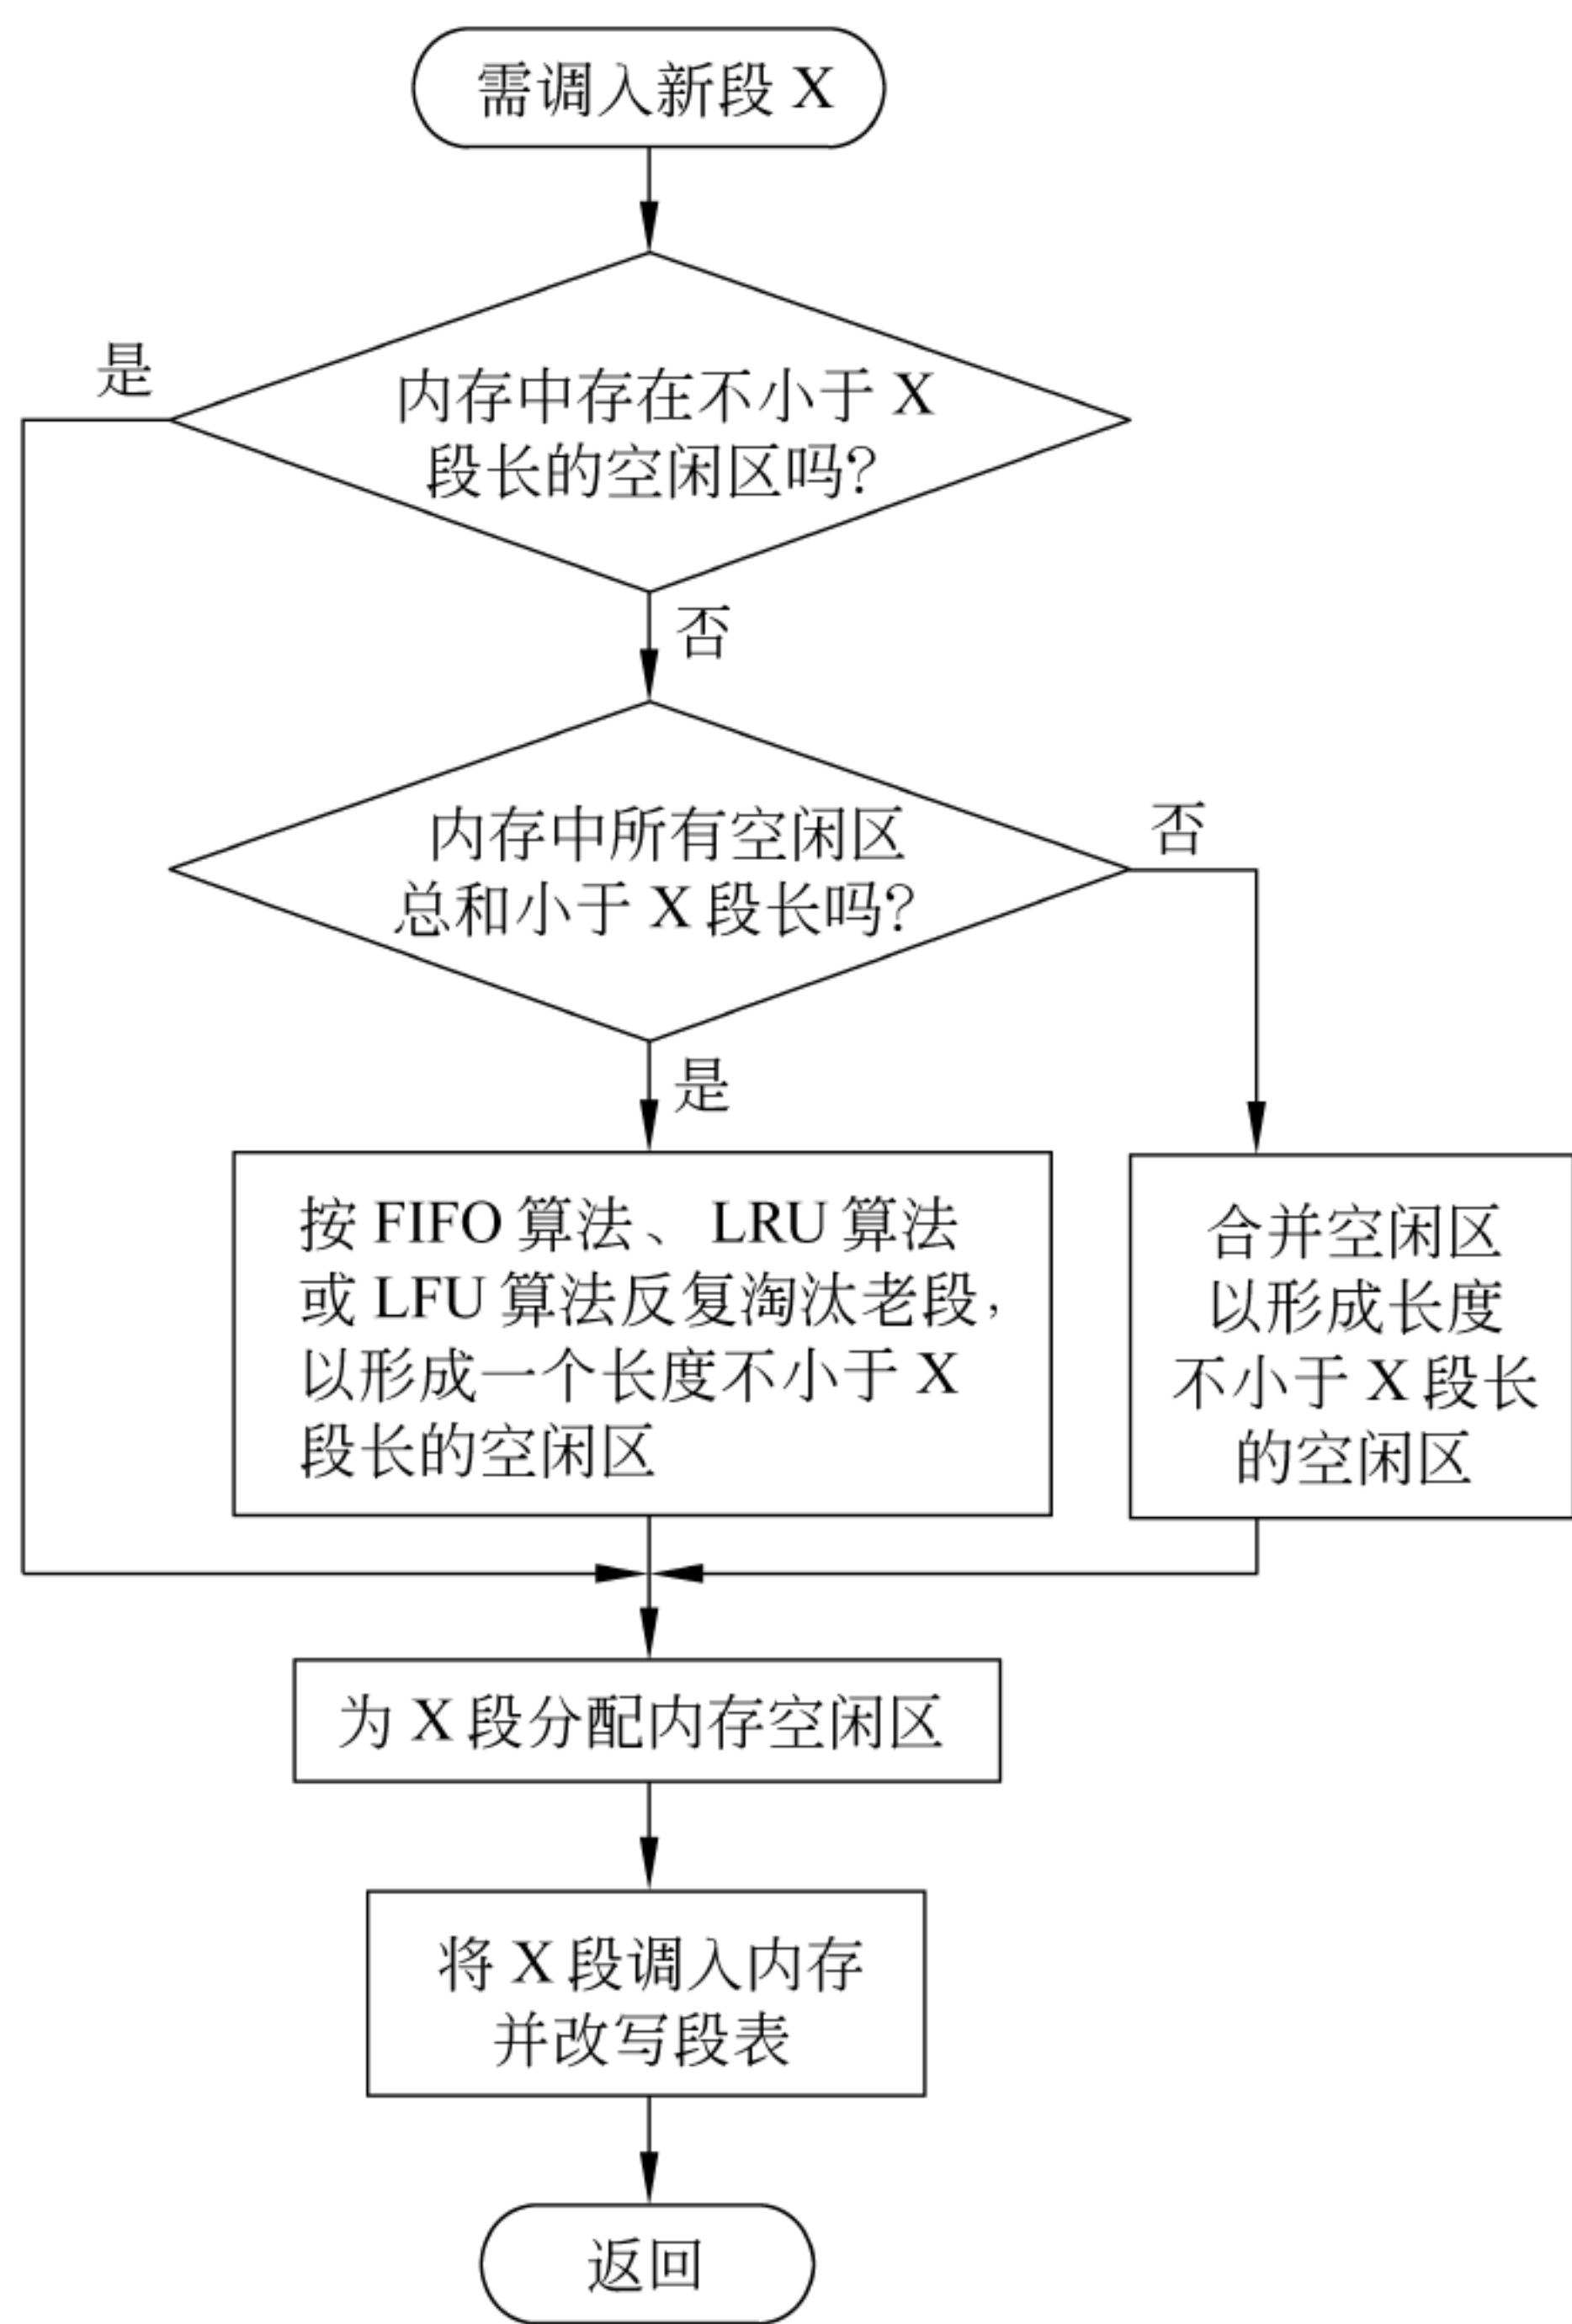 需调入新段 X
是
内存中存在不小于 X
段长的空闲区吗?
否
内存中所有空闲区
总和小于 X 段长吗?
否
是
按 FIFO 算法、LRU 算法
或 LFU 算法反复淘汰老段，
以形成一个长度不小于 X
段长的空闲区
合并空闲区
以形成长度
不小于 X 段长
的空闲区
为 X 段分配内存空闲区
将 X 段调入内存
并改写段表
返回